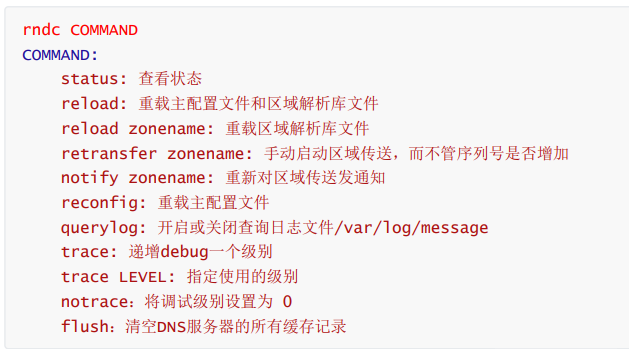 rndc COMMAND
COMMAND:
status: 查看状态
reload: 重载主配置文件和区域解析库文件
reload zonename: 重载区域解析库文件
retransfer zonename: 手动启动区域传送，而不管序列号是否增加
notify zonename: 重新对区域传送发通知
reconfig: 重载主配置文件
querylog: 开启或关闭查询日志文件/var/log/message
trace: 递增debug一个级别
trace LEVEL: 指定使用的级别
notrace：将调试级别设置为 0
flush：清空DNS服务器的所有缓存记录